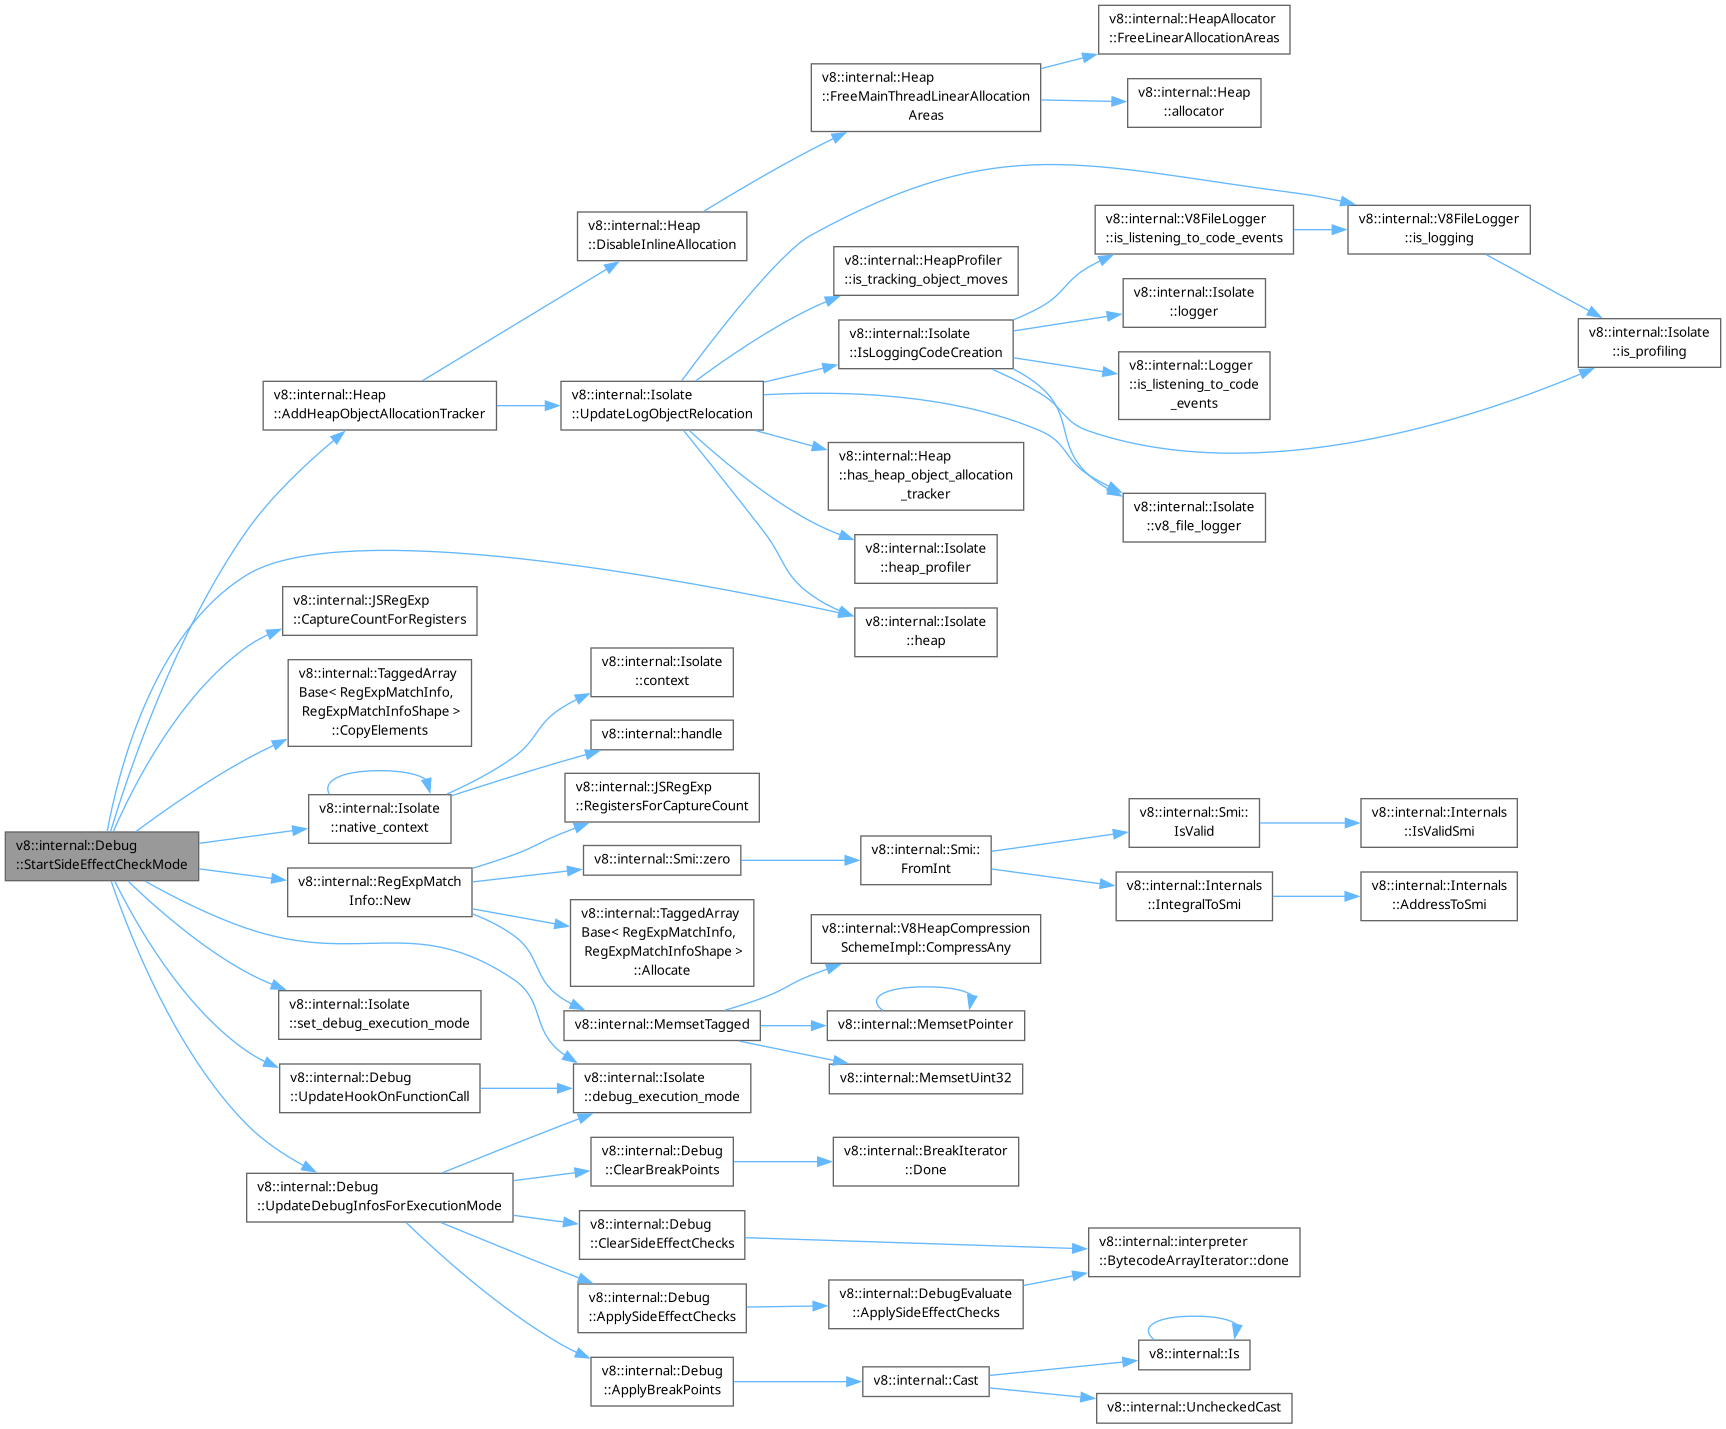 v8::internal::Debug
::StartSideEffectCheckMode
v8::internal::Heap
::AddHeapObjectAllocationTracker
v8::internal::Heap
::DisableInlineAllocation
v8::internal::Heap
::FreeMainThreadLinearAllocation
Areas
v8::internal::HeapAllocator
::FreeLinearAllocationAreas
v8::internal::Heap
::allocator
v8::internal::Isolate
::UpdateLogObjectRelocation
v8::internal::HeapProfiler
::is_tracking_object_moves
v8::internal::Isolate
::IsLoggingCodeCreation
v8::internal::V8FileLogger
::is_listening_to_code_events
v8::internal::V8FileLogger
::is_logging
v8::internal::Isolate
::is_profiling
v8::internal::Isolate
::logger
v8::internal::Logger
::is_listening_to_code
_events
v8::internal::Isolate
::v8_file_logger
v8::internal::Heap
::has_heap_object_allocation
_tracker
v8::internal::Isolate
::heap_profiler
v8::internal::Isolate
::heap
v8::internal::JSRegExp
::CaptureCountForRegisters
v8::internal::TaggedArray
Base< RegExpMatchInfo,
RegExpMatchInfoShape >
::CopyElements
v8::internal::Isolate
::native_context
v8::internal::Isolate
::context
v8::internal::handle
v8::internal::RegExpMatch
Info::New
v8::internal::JSRegExp
::RegistersForCaptureCount
v8::internal::Smi::zero
v8::internal::Smi::
FromInt
v8::internal::Smi::
IsValid
v8::internal::Internals
::IsValidSmi
v8::internal::Internals
::IntegralToSmi
v8::internal::Internals
::AddressToSmi
v8::internal::TaggedArray
Base< RegExpMatchInfo,
RegExpMatchInfoShape >
::Allocate
v8::internal::MemsetTagged
v8::internal::V8HeapCompression
SchemeImpl::CompressAny
v8::internal::MemsetPointer
v8::internal::MemsetUint32
v8::internal::Isolate
::set_debug_execution_mode
v8::internal::Debug
::UpdateHookOnFunctionCall
v8::internal::Isolate
::debug_execution_mode
v8::internal::Debug
::UpdateDebugInfosForExecutionMode
v8::internal::Debug
::ClearBreakPoints
v8::internal::BreakIterator
::Done
v8::internal::Debug
::ClearSideEffectChecks
v8::internal::interpreter
::BytecodeArrayIterator::done
v8::internal::Debug
::ApplySideEffectChecks
v8::internal::DebugEvaluate
::ApplySideEffectChecks
v8::internal::Debug
::ApplyBreakPoints
v8::internal::Cast
v8::internal::Is
v8::internal::UncheckedCast